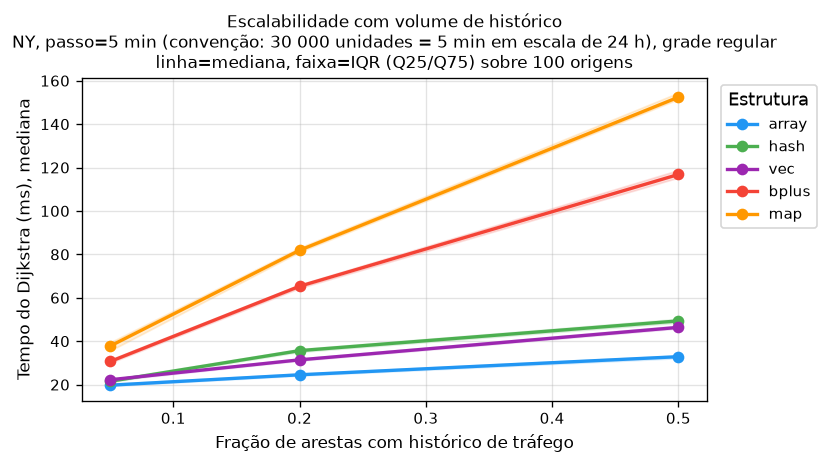 Escalabilidade com volume de histórico
NY, passo=5 min (convenção: 30 000 unidades = 5 min em escala de 24 h), grade regular
linha=mediana, faixa=IQR (Q25/Q75) sobre 100 origens
Tempo do Dijkstra (ms), mediana
160
140
120
100
80
60
40
20
0.1
0.2
0.3
0.4
0.5
Fração de arestas com histórico de tráfego
Estrutura
array
hash
vec
bplus
map